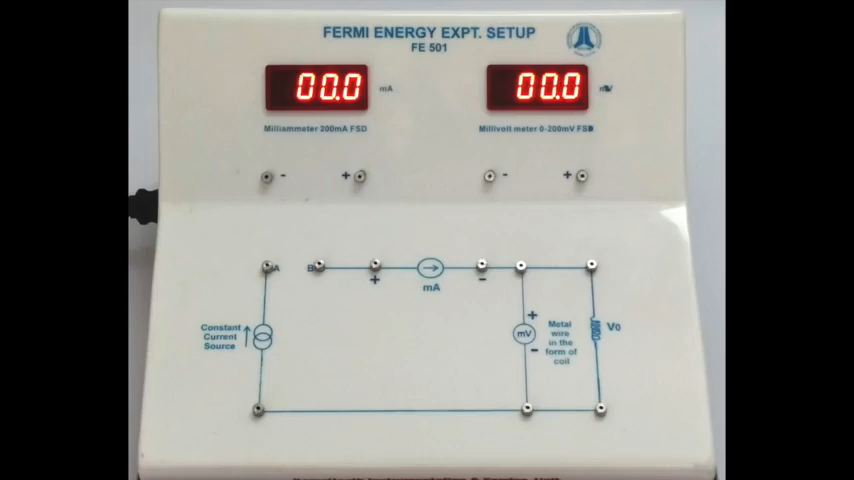 FERMI ENERGY EXPT. SETUP
FE 501
00.0 mA
00.0 mV
Milliammeter 200mA FSD
Millivolt meter 0-200mV FSD
- +
- +
A B
+ mA -
Constant
Current
Source
+
mV
-
Metal
wire
in the
form of
coil
V0